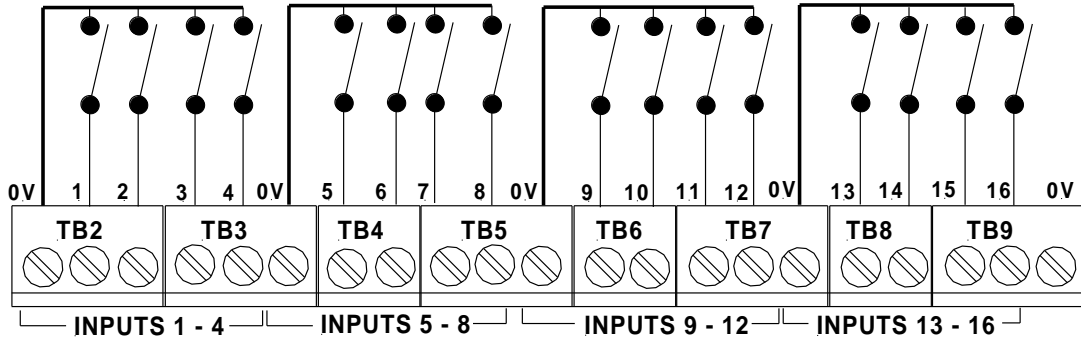 0V 1 2 3 4 0V 5 6 7 8 0V 9 10 11 12 0V 13 14 15 16 0V
TB2 TB3 TB4 TB5 TB6 TB7 TB8 TB9
INPUTS 1 - 4 INPUTS 5 - 8 INPUTS 9 - 12 INPUTS 13 - 16